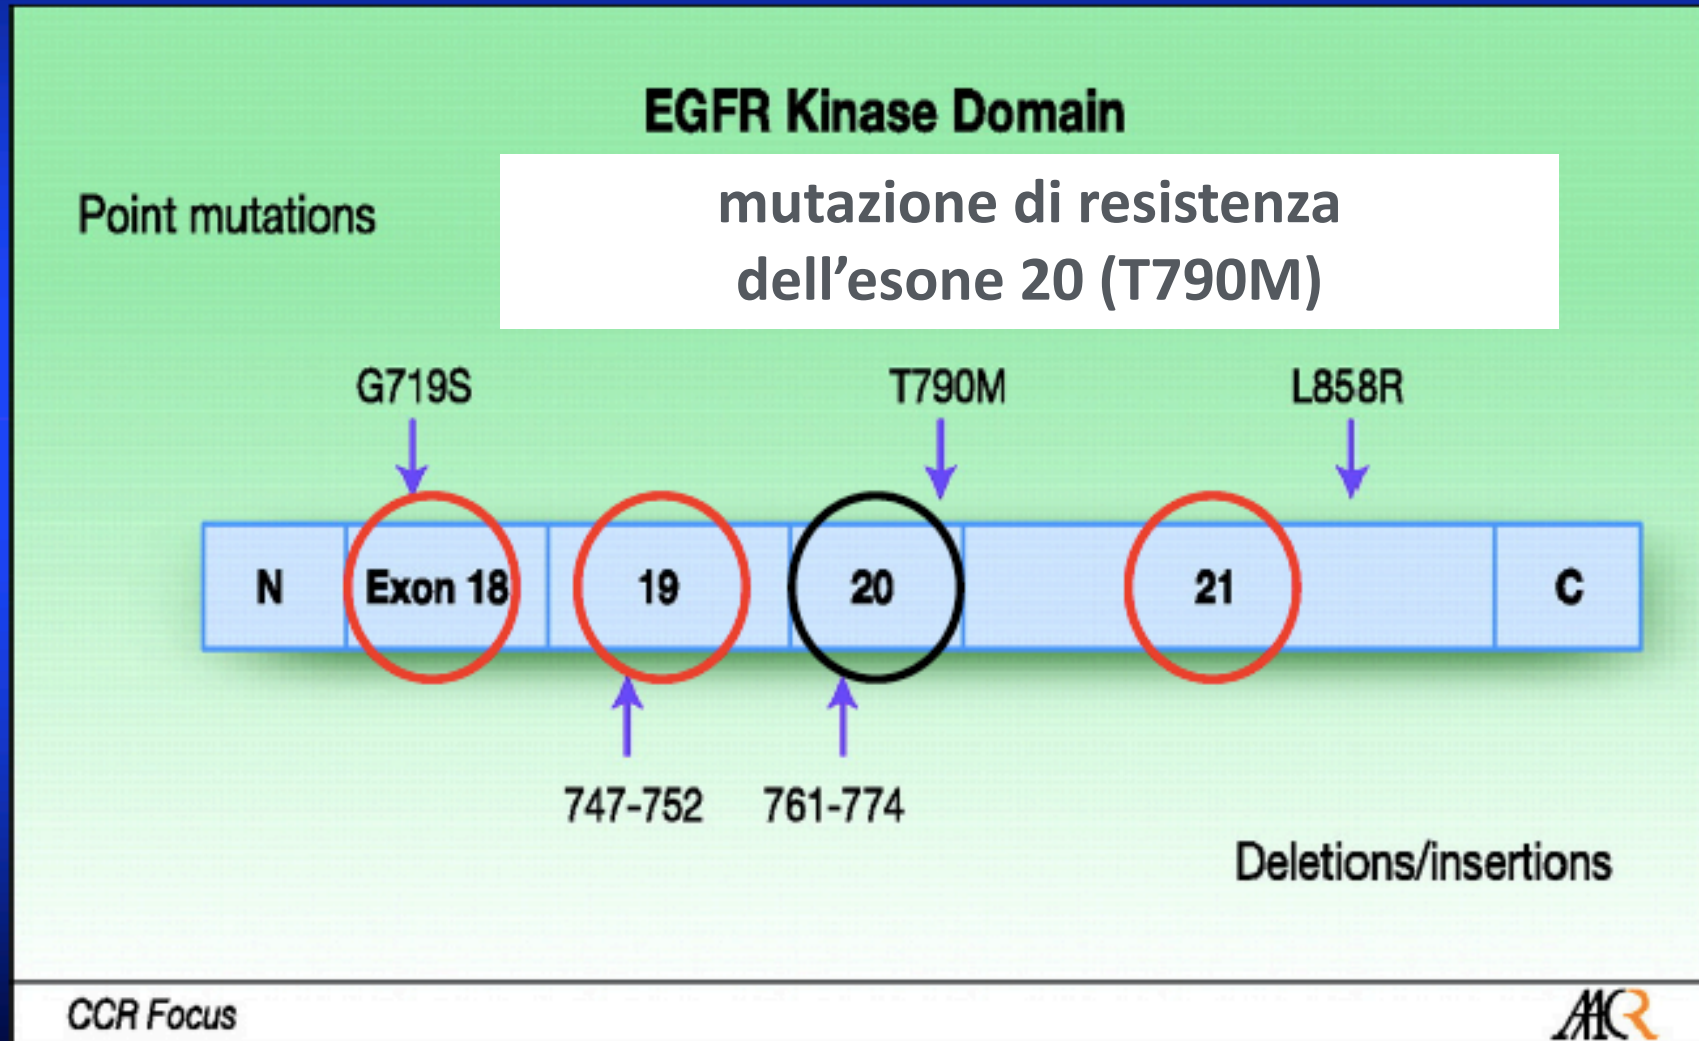 EGFR Kinase Domain
Point mutations
mutazione di resistenza
dell’esone 20 (T790M)
G719S
T790M
L858R
N
Exon 18
19
20
21
C
747-752
761-774
Deletions/insertions
CCR Focus
AACR